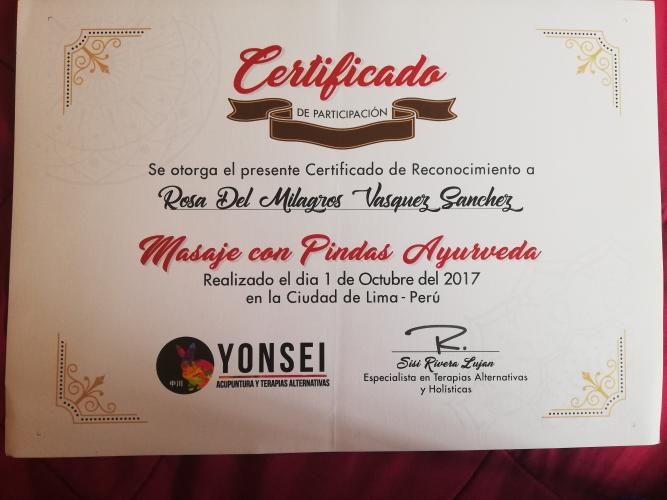 Certificado
DE PARTICIPACIÓN
Se otorga el presente Certificado de Reconocimiento a
Rosa Del Milagros Vasquez Sanchez
Masaje con Pindas Ayurveda
Realizado el dia 1 de Octubre del 2017
en la Ciudad de Lima - Perú
YONSEI
ACUPUNTURA Y TERAPIAS ALTERNATIVAS
中川
R.
Sisi Rivera Lujan
Especialista en Terapias Alternativas
y Holísticas